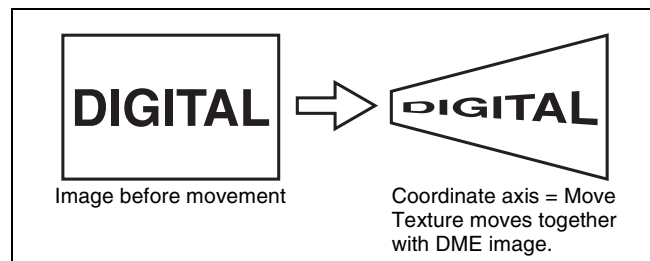 DIGITAL
DIGITAL
Image before movement
Coordinate axis = Move
Texture moves together
with DME image.